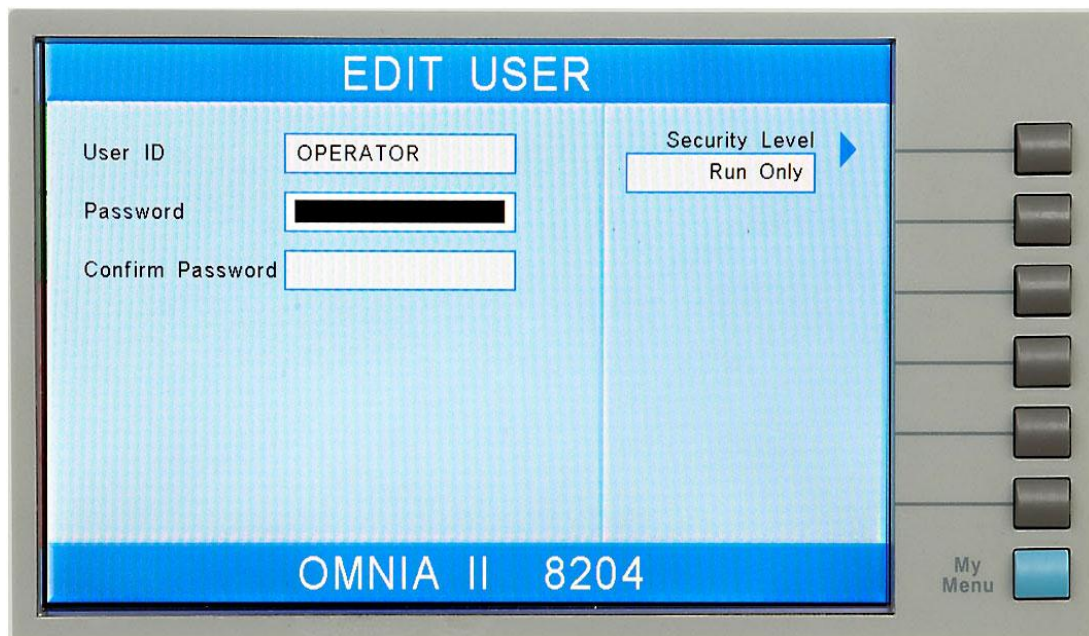 EDIT USER
User ID
OPERATOR
Password
Confirm Password
Security Level
Run Only
OMNIA II 8204
My
Menu